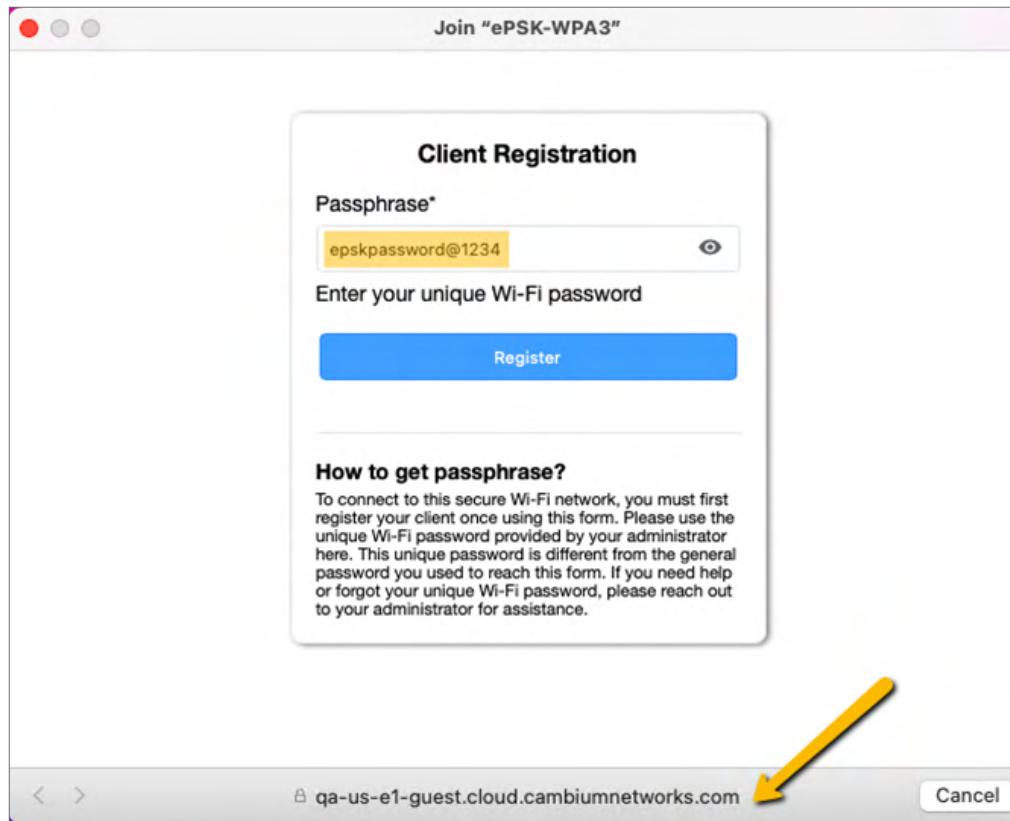 Join “ePSK-WPA3”
Client Registration
Passphrase*
epskpassword@1234
Enter your unique Wi-Fi password
Register
How to get passphrase?
To connect to this secure Wi-Fi network, you must first
register your client once using this form. Please use the
unique Wi-Fi password provided by your administrator
here. This unique password is different from the general
password you used to reach this form. If you need help
or forgot your unique Wi-Fi password, please reach out
to your administrator for assistance.
qa-us-e1-guest.cloud.cambiumnetworks.com
Cancel